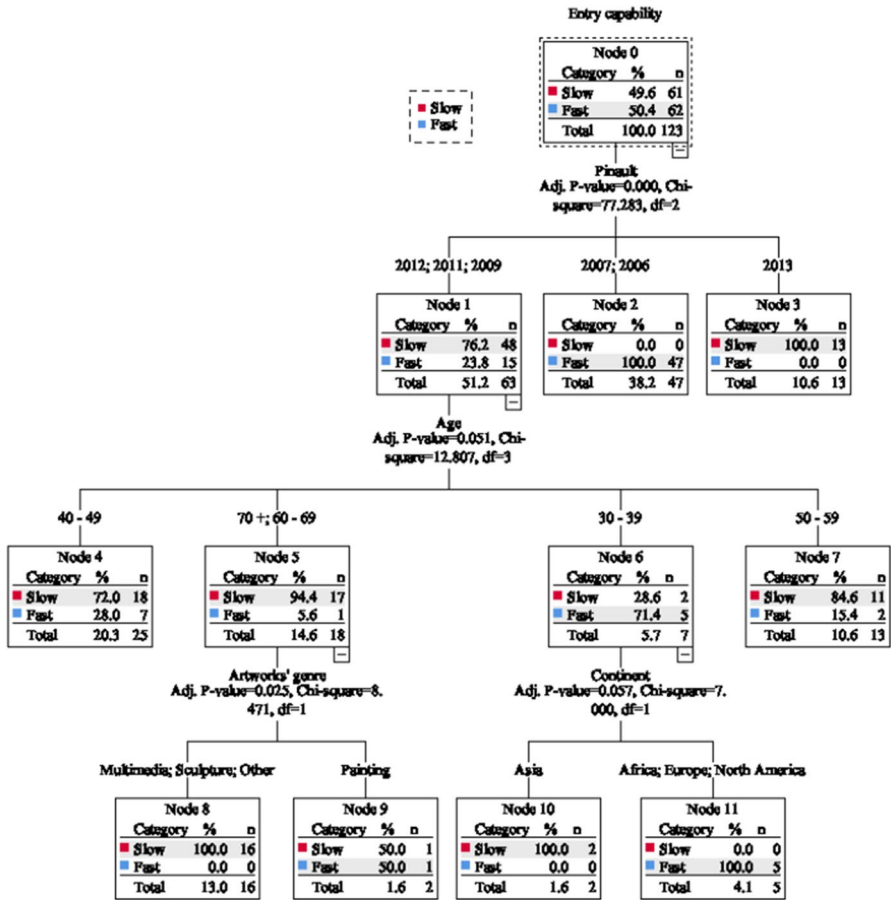 Entry capability
Node 0
Category % n
Slow 49.6 61
Fast 50.4 62
Total 100.0 123
Slow
Fast
Pinault
Adj. P-value=0.000, Chi-
square=77.283, df=2
2012; 2011; 2009
2007; 2006
2013
Node 1
Category % n
Slow 76.2 48
Fast 23.8 15
Total 51.2 63
Node 2
Category % n
Slow 0.0 0
Fast 100.0 47
Total 38.2 47
Node 3
Category % n
Slow 100.0 13
Fast 0.0 0
Total 10.6 13
Age
Adj. P-value=0.051, Chi-
square=12.807, df=3
40 - 49
70 +; 60 - 69
30 - 39
50 - 59
Node 4
Category % n
Slow 72.0 18
Fast 28.0 7
Total 20.3 25
Node 5
Category % n
Slow 94.4 17
Fast 5.6 1
Total 14.6 18
Node 6
Category % n
Slow 28.6 2
Fast 71.4 5
Total 5.7 7
Node 7
Category % n
Slow 84.6 11
Fast 15.4 2
Total 10.6 13
Artworks' genre
Adj. P-value=0.025, Chi-square=8.
471, df=1
Continent
Adj. P-value=0.057, Chi-square=7.
000, df=1
Multimedia; Sculpture; Other
Painting
Asia
Africa; Europe; North America
Node 8
Category % n
Slow 100.0 16
Fast 0.0 0
Total 13.0 16
Node 9
Category % n
Slow 50.0 1
Fast 50.0 1
Total 1.6 2
Node 10
Category % n
Slow 100.0 2
Fast 0.0 0
Total 1.6 2
Node 11
Category % n
Slow 0.0 0
Fast 100.0 5
Total 4.1 5